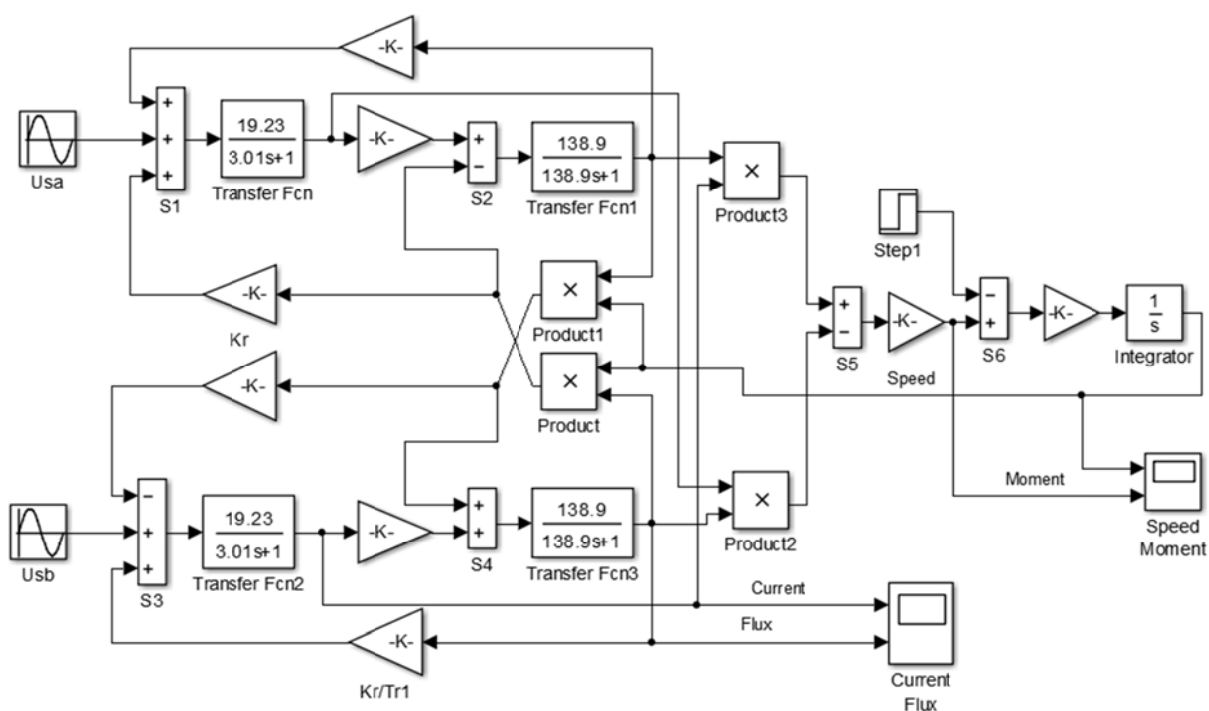 -K-
Usa
+
+
+
S1
19.23
3.01s+1
Transfer Fcn
-K-
+
−
S2
138.9
138.9s+1
Transfer Fcn1
×
Product3
Step1
-K-
Kr
×
Product1
×
Product
+
−
S5
-K-
Speed
−
+
S6
-K-
1
s
Integrator
-K-
Usb
−
+
+
S3
19.23
3.01s+1
Transfer Fcn2
-K-
+
+
S4
138.9
138.9s+1
Transfer Fcn3
×
Product2
Moment
Speed
Moment
Current
Flux
-K-
Kr/Tr1
Current
Flux